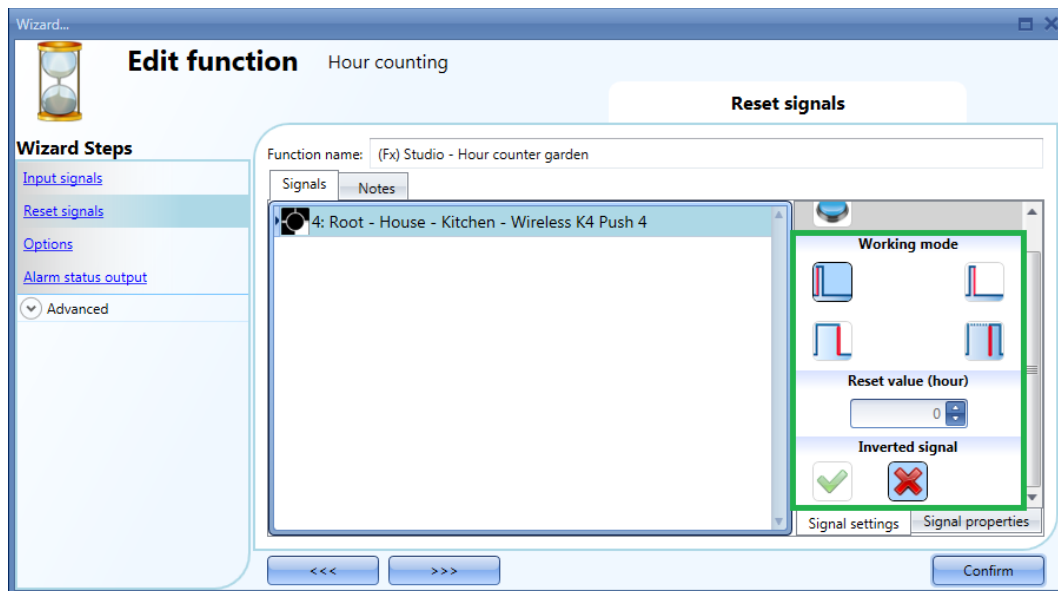 Wizard...
Edit function Hour counting
Reset signals
Wizard Steps
Input signals
Reset signals
Options
Alarm status output
Advanced
Function name: (Fx) Studio - Hour counter garden
Signals Notes
4: Root - House - Kitchen - Wireless K4 Push 4
Working mode
Reset value (hour)
0
Inverted signal
Signal settings Signal properties
<<< >>> Confirm